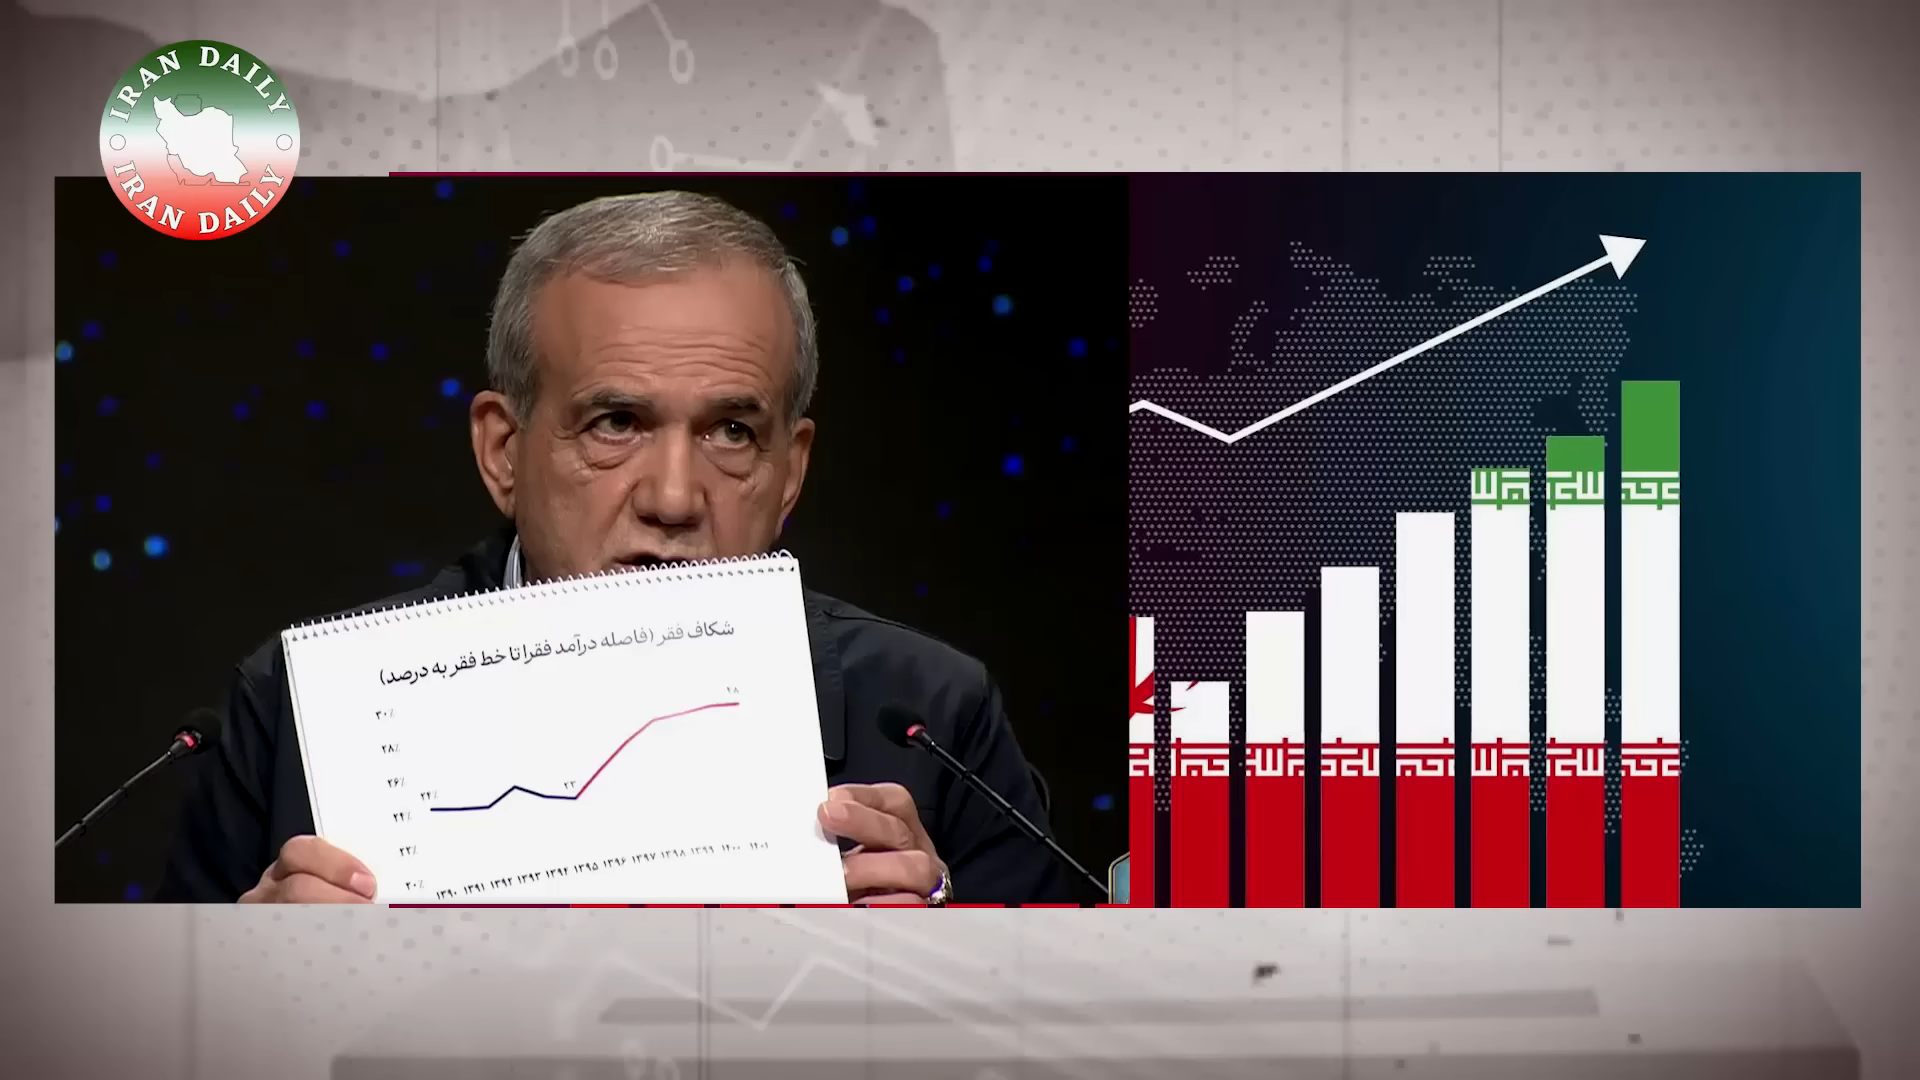 IRAN DAILY
IRAN DAILY
شکاف فقر (فاصله درآمد فقرا تا خط فقر به درصد)
۳۰٪
۲۸
۲۸٪
۲۶٪
۲۴٪
۲۳
۲۴٪
۲۲٪
۲۰٪
۱۳۹۰ ۱۳۹۱ ۱۳۹۲ ۱۳۹۳ ۱۳۹۴ ۱۳۹۵ ۱۳۹۶ ۱۳۹۷ ۱۳۹۸ ۱۳۹۹ ۱۴۰۰ ۱۴۰۱